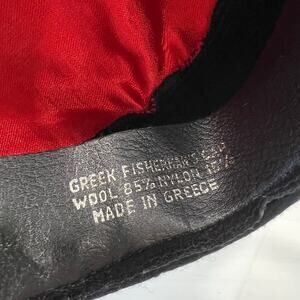 GREEK FISHERMAN'S CAP
WOOL 85% NYLON 15%
MADE IN GREECE